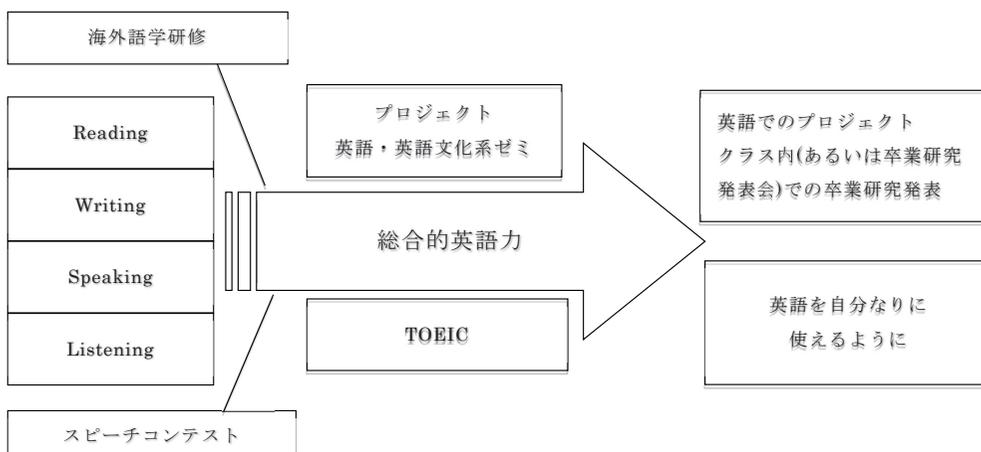 海外語学研修
Reading
Writing
Speaking
Listening
スピーチコンテスト
プロジェクト
英語・英語文化系ゼミ
総合的英語力
TOEIC
英語でのプロジェクト
クラス内(あるいは卒業研究
発表会)での卒業研究発表
英語を自分なりに
使えるように